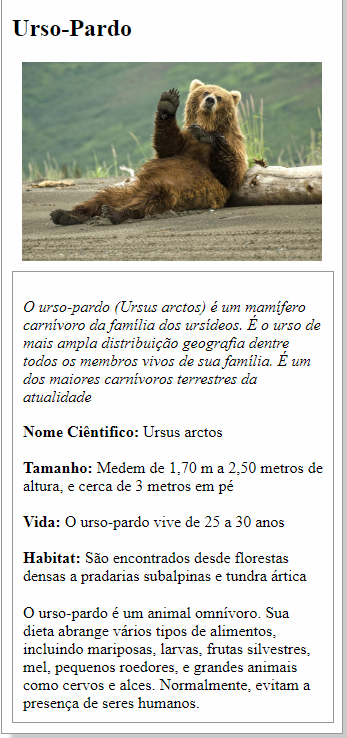 Urso-Pardo
O urso-pardo (Ursus arctos) é um mamífero
carnívoro da família dos ursídeos. É o urso de
mais ampla distribuição geografia dentre
todos os membros vivos de sua família. É um
dos maiores carnívoros terrestres da
atualidade
Nome Ciêntifico: Ursus arctos
Tamanho: Medem de 1,70 m a 2,50 metros de
altura, e cerca de 3 metros em pé
Vida: O urso-pardo vive de 25 a 30 anos
Habitat: São encontrados desde florestas
densas a pradarias subalpinas e tundra ártica
O urso-pardo é um animal omnívoro. Sua
dieta abrange vários tipos de alimentos,
incluindo mariposas, larvas, frutas silvestres,
mel, pequenos roedores, e grandes animais
como cervos e alces. Normalmente, evitam a
presença de seres humanos.